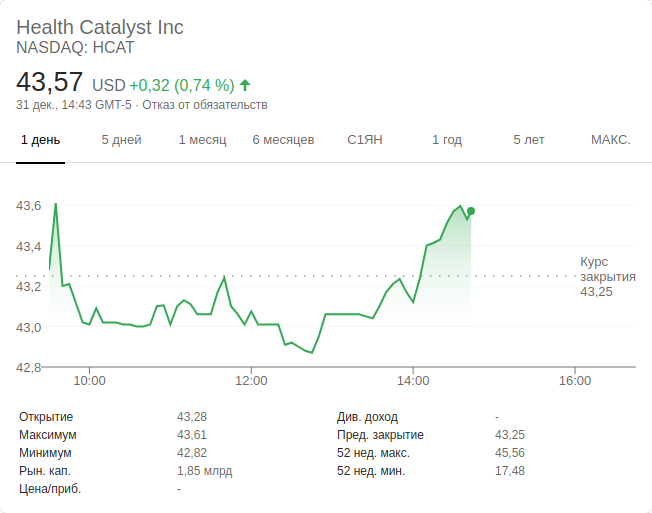 Health Catalyst Inc
NASDAQ: HCAT
43,57 USD +0,32 (0,74 %)
31 дек., 14:43 GMT-5 · Отказ от обязательств
1 день 5 дней 1 месяц 6 месяцев С1ЯН 1 год 5 лет МАКС.
43,6
43,4
43,2
43,0
42,8
Курс
закрытия
43,25
10:00 12:00 14:00 16:00
Открытие 43,28
Максимум 43,61
Минимум 42,82
Рын. кап. 1,85 млрд
Цена/приб. -
Див. доход -
Пред. закрытие 43,25
52 нед. макс. 45,56
52 нед. мин. 17,48